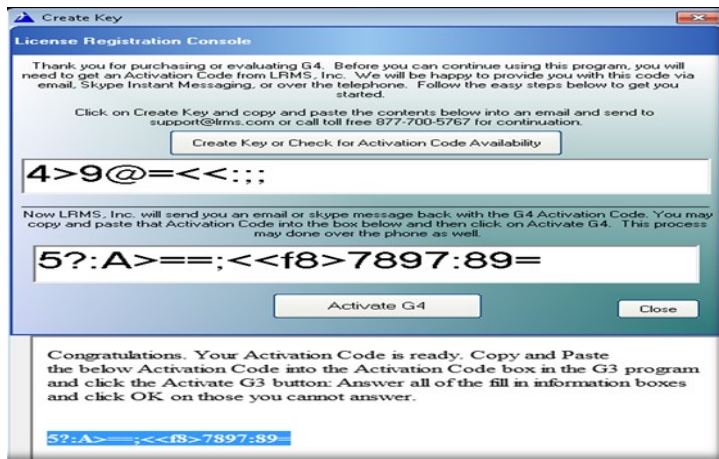 Create Key
License Registration Console
Thank you for purchasing or evaluating G4. Before you can continue using this program, you will
need to get an Activation Code from LRMS, Inc. We will be happy to provide you with this code via
email, Skype Instant Messaging, or over the telephone. Follow the easy steps below to get you
started.
Click on Create Key and copy and paste the contents below into an email and send to
support@lrms.com or call toll free 877-700-5767 for continuation.
Create Key or Check for Activation Code Availability
4>9@=<<:;;
Now LRMS, Inc. will send you an email or skype message back with the G4 Activation Code. You may
copy and paste that Activation Code into the box below and then click on Activate G4. This process
may done over the phone as well.
5?:A>==;<<f8>7897:89=
Activate G4
Close
Congratulations. Your Activation Code is ready. Copy and Paste
the below Activation Code into the Activation Code box in the G3 program
and click the Activate G3 button: Answer all of the fill in information boxes
and click OK on those you cannot answer.
5?:A>==;<<f8>7897:89=